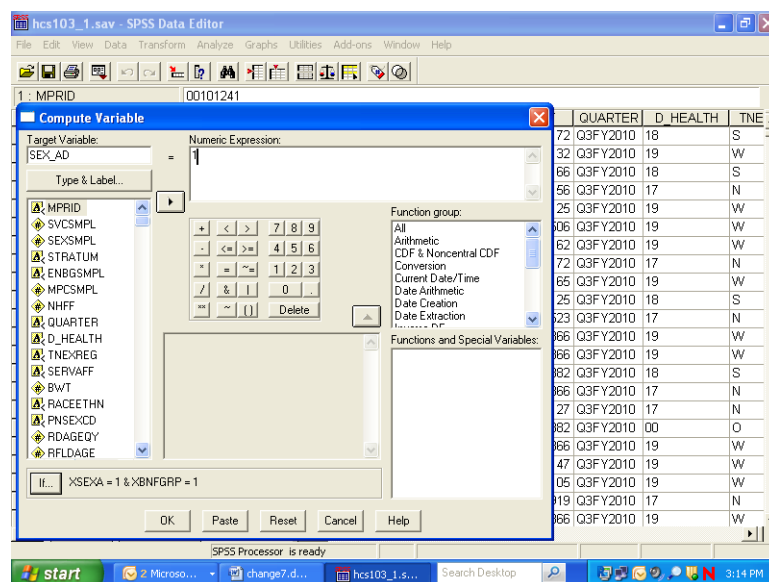 hcs103_1.sav - SPSS Data Editor
File Edit View Data Transform Analyze Graphs Utilities Add-ons Window Help
1 : MPRID 00101241
Compute Variable
Target Variable:
SEX_AD
=
Numeric Expression:
1
Type & Label...
MPRID
SVCSMPL
SEXSMPL
STRATUM
ENBGSMPL
MPCSMPL
NHFF
QUARTER
D_HEALTH
TNEXREG
SERVAFF
BWT
RACEETHN
PNSEXCD
RDAGEQY
RFLDAGE
+ < > 7 8 9
- <= >= 4 5 6
* = ~= 1 2 3
/ & | 0 .
** ~ () Delete
Function group:
All
Arithmetic
CDF & Noncentral CDF
Conversion
Current Date/Time
Date Arithmetic
Date Creation
Date Extraction
Functions and Special Variables:
If... XSEXA = 1 & XBNFGRP = 1
OK Paste Reset Cancel Help
QUARTER D_HEALTH TNE
72 Q3FY2010 18 S
32 Q3FY2010 19 W
66 Q3FY2010 18 S
56 Q3FY2010 17 N
25 Q3FY2010 19 W
506 Q3FY2010 19 W
62 Q3FY2010 19 W
72 Q3FY2010 17 N
65 Q3FY2010 19 W
25 Q3FY2010 18 S
523 Q3FY2010 17 N
366 Q3FY2010 19 W
366 Q3FY2010 19 W
382 Q3FY2010 18 S
366 Q3FY2010 17 N
27 Q3FY2010 17 N
382 Q3FY2010 00 O
366 Q3FY2010 19 W
47 Q3FY2010 19 W
05 Q3FY2010 19 W
919 Q3FY2010 17 N
366 Q3FY2010 19 W
SPSS Processor is ready
start
2 Microso...
change7.d...
hcs103_1.s...
Search Desktop
3:14 PM